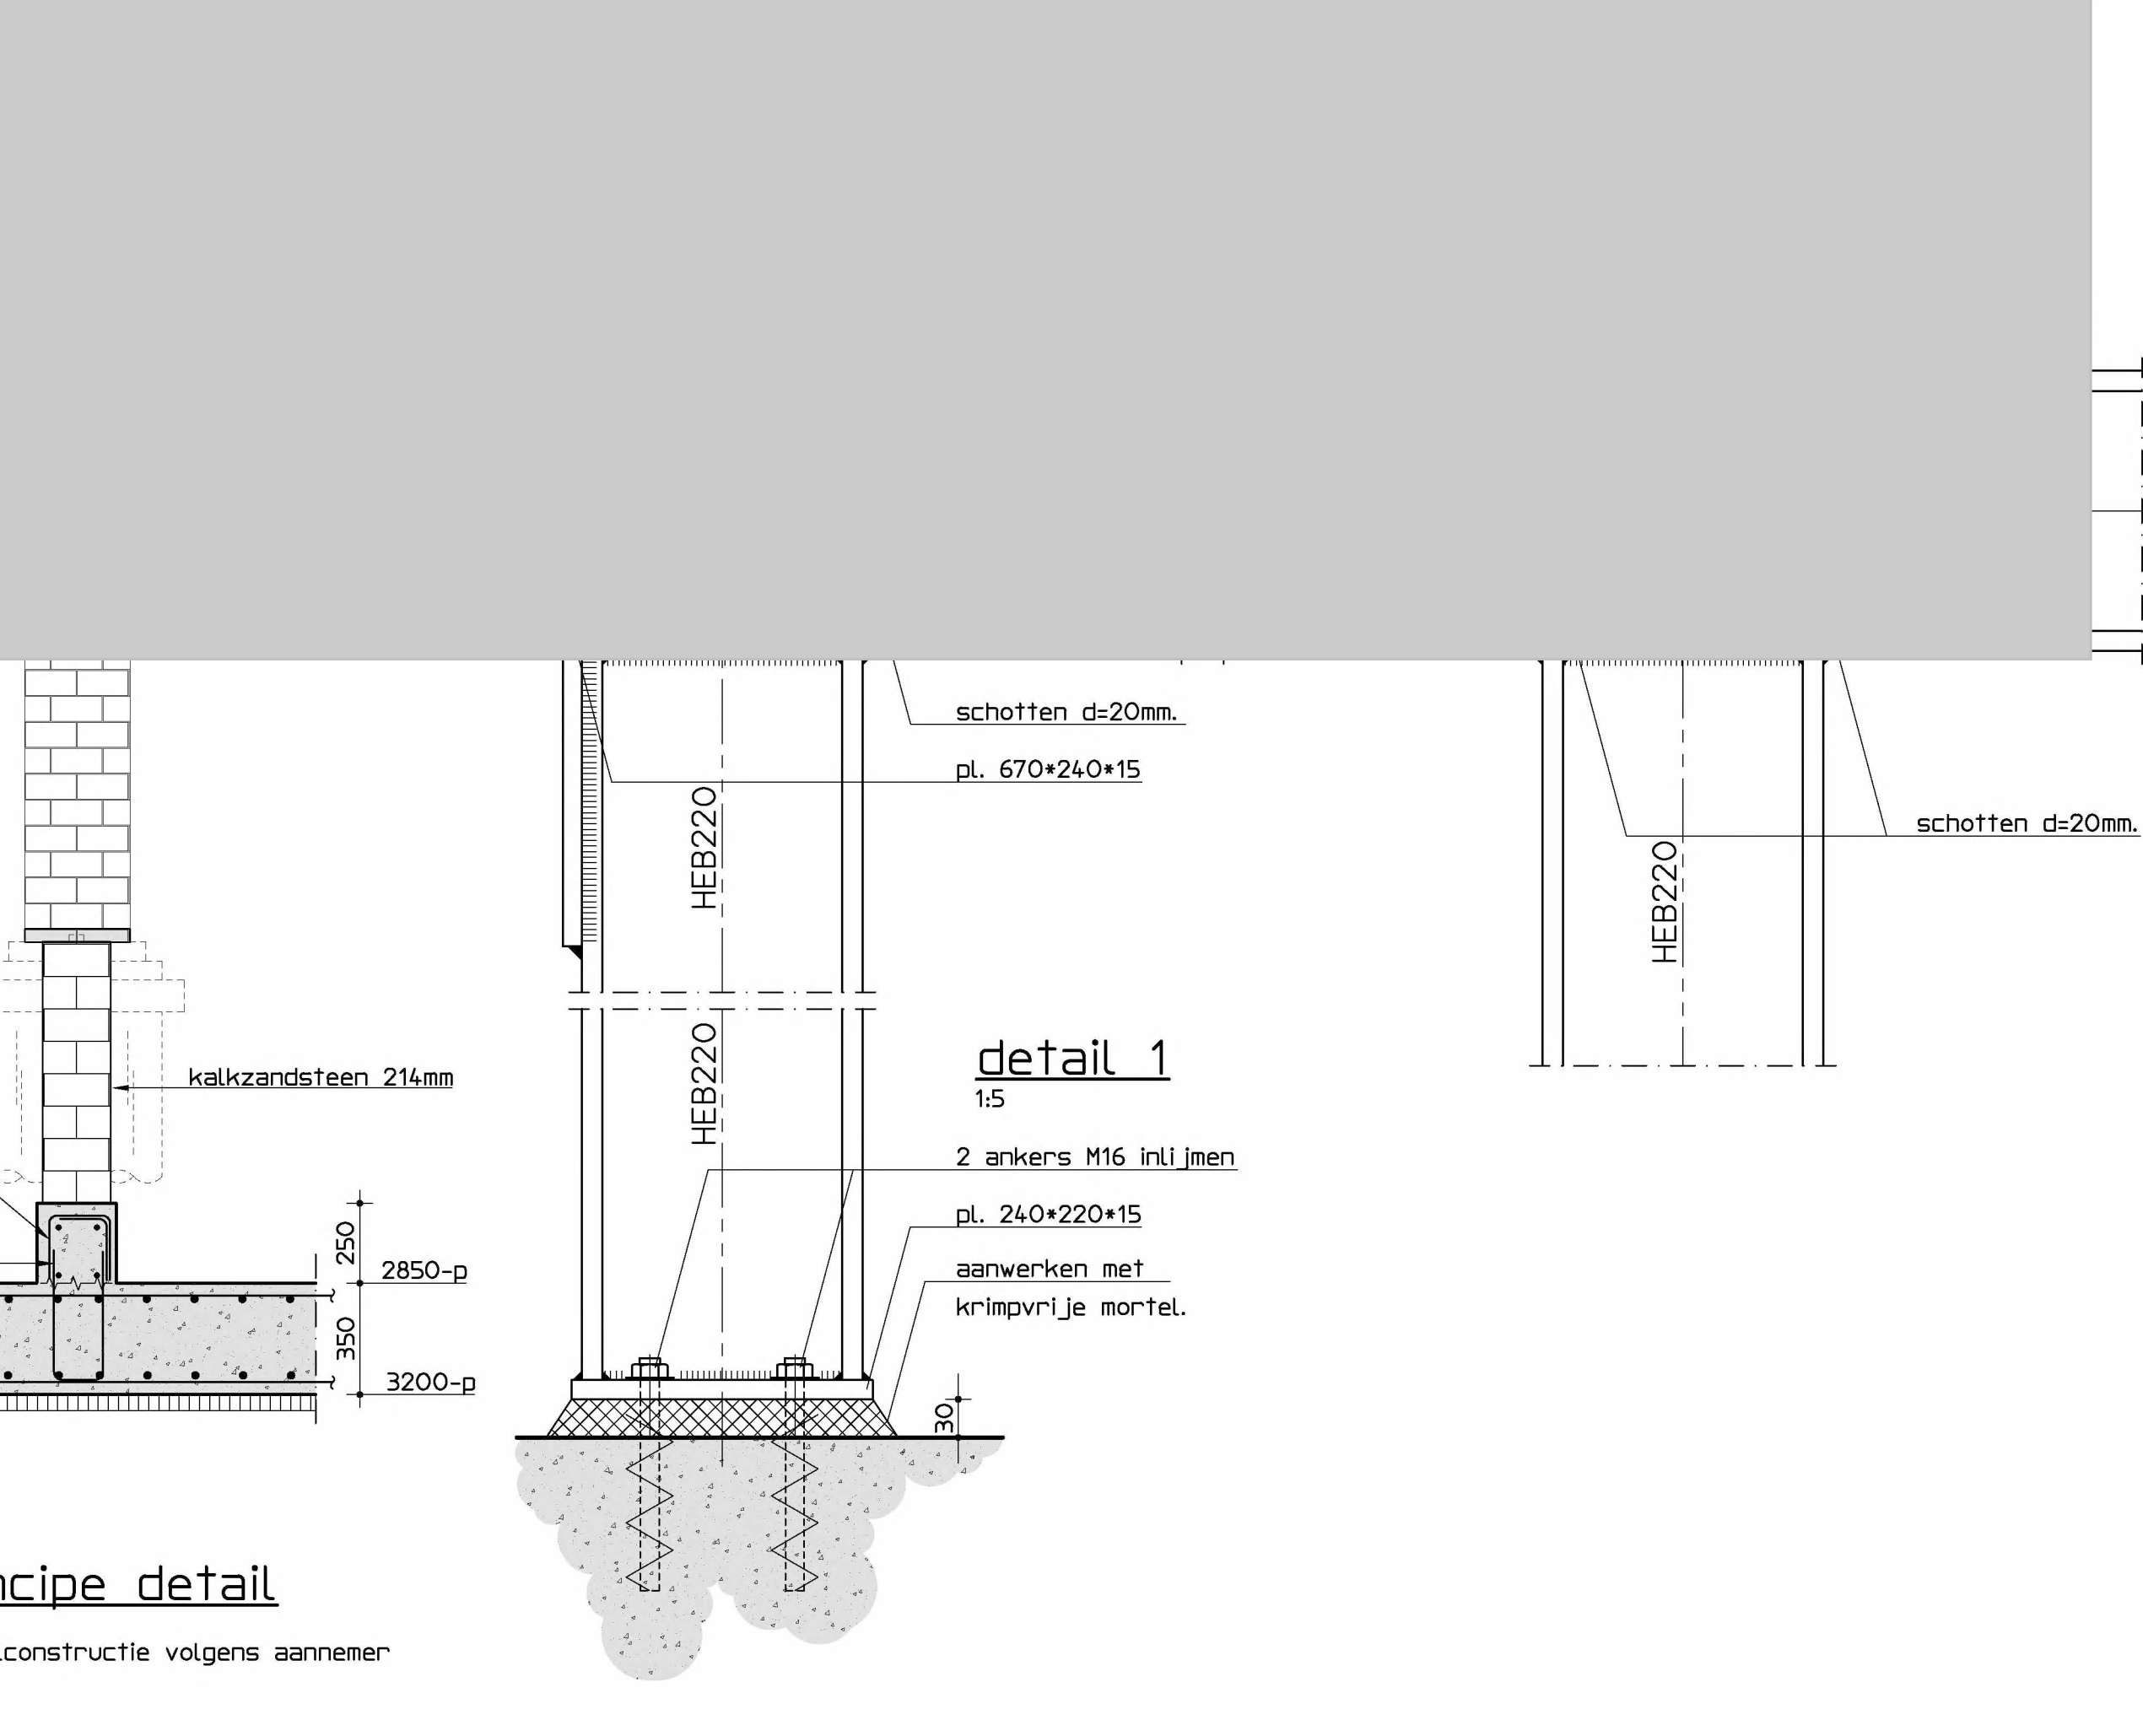 schotten d=20mm.
pl. 670*240*15
HEB220
schotten d=20mm.
HEB220
kalkzandsteen 214mm
HEB220
detail 1
1:5
2 ankers M16 inlijmen
pl. 240*220*15
aanwerken met
krimpvrije mortel.
250
2850-p
350
3200-p
30
ncipe detail
constructie volgens aannemer